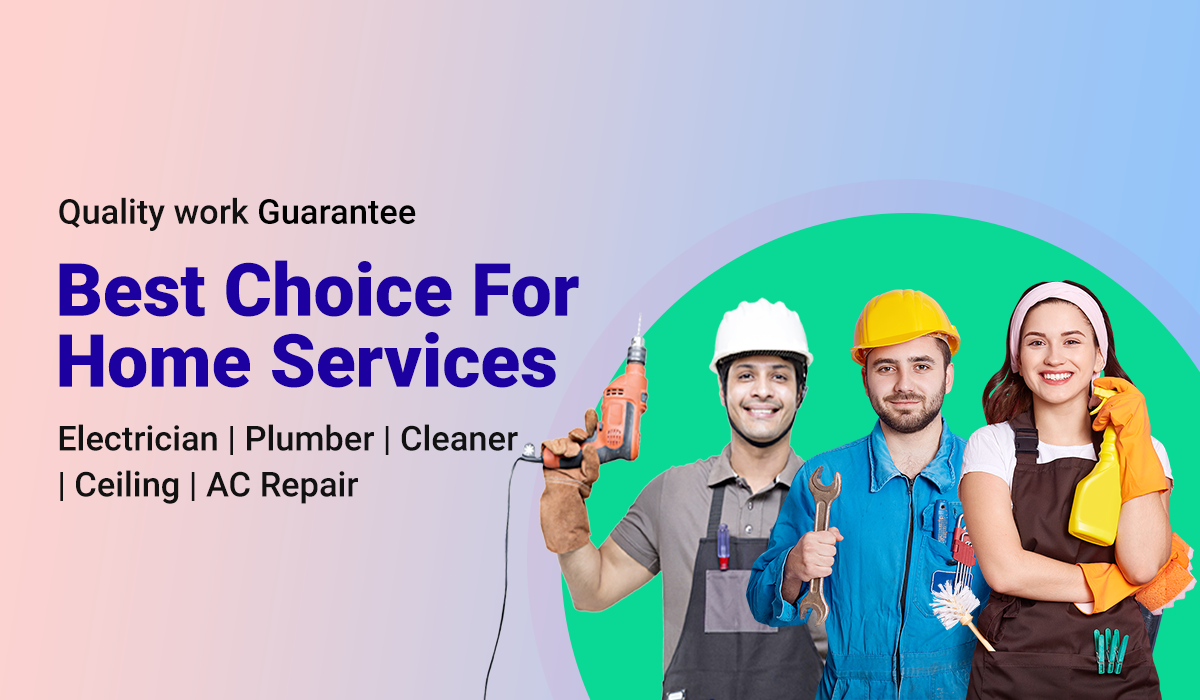 Quality work Guarantee
Best Choice For
Home Services
Electrician | Plumber | Cleaner
| Ceiling | AC Repair